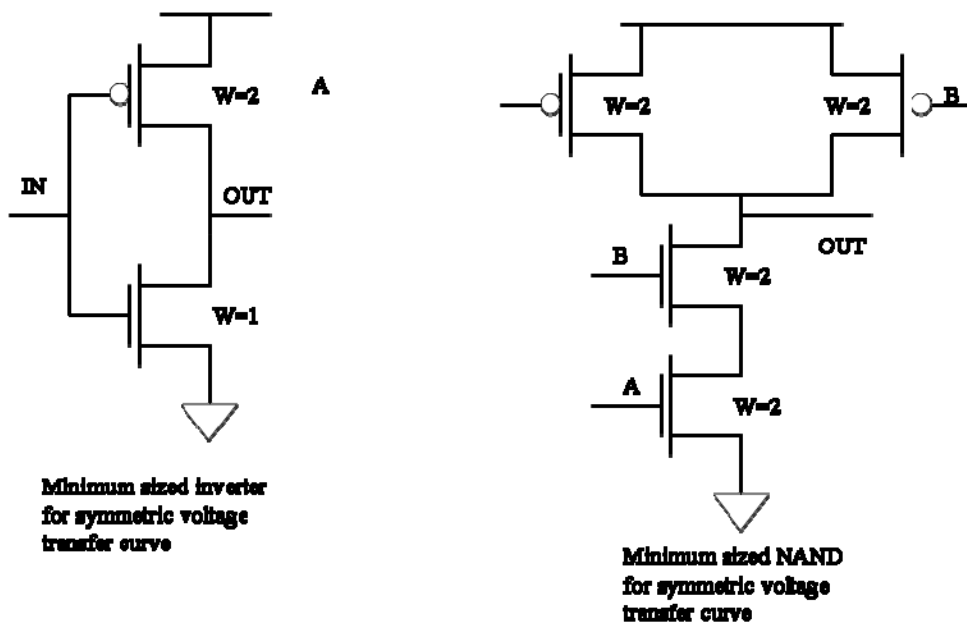 W=2
A
IN
OUT
W=1
Minimum sized inverter
for symmetric voltage
transfer curve
W=2
W=2
B
OUT
B
W=2
A
W=2
Minimum sized NAND
for symmetric voltage
transfer curve